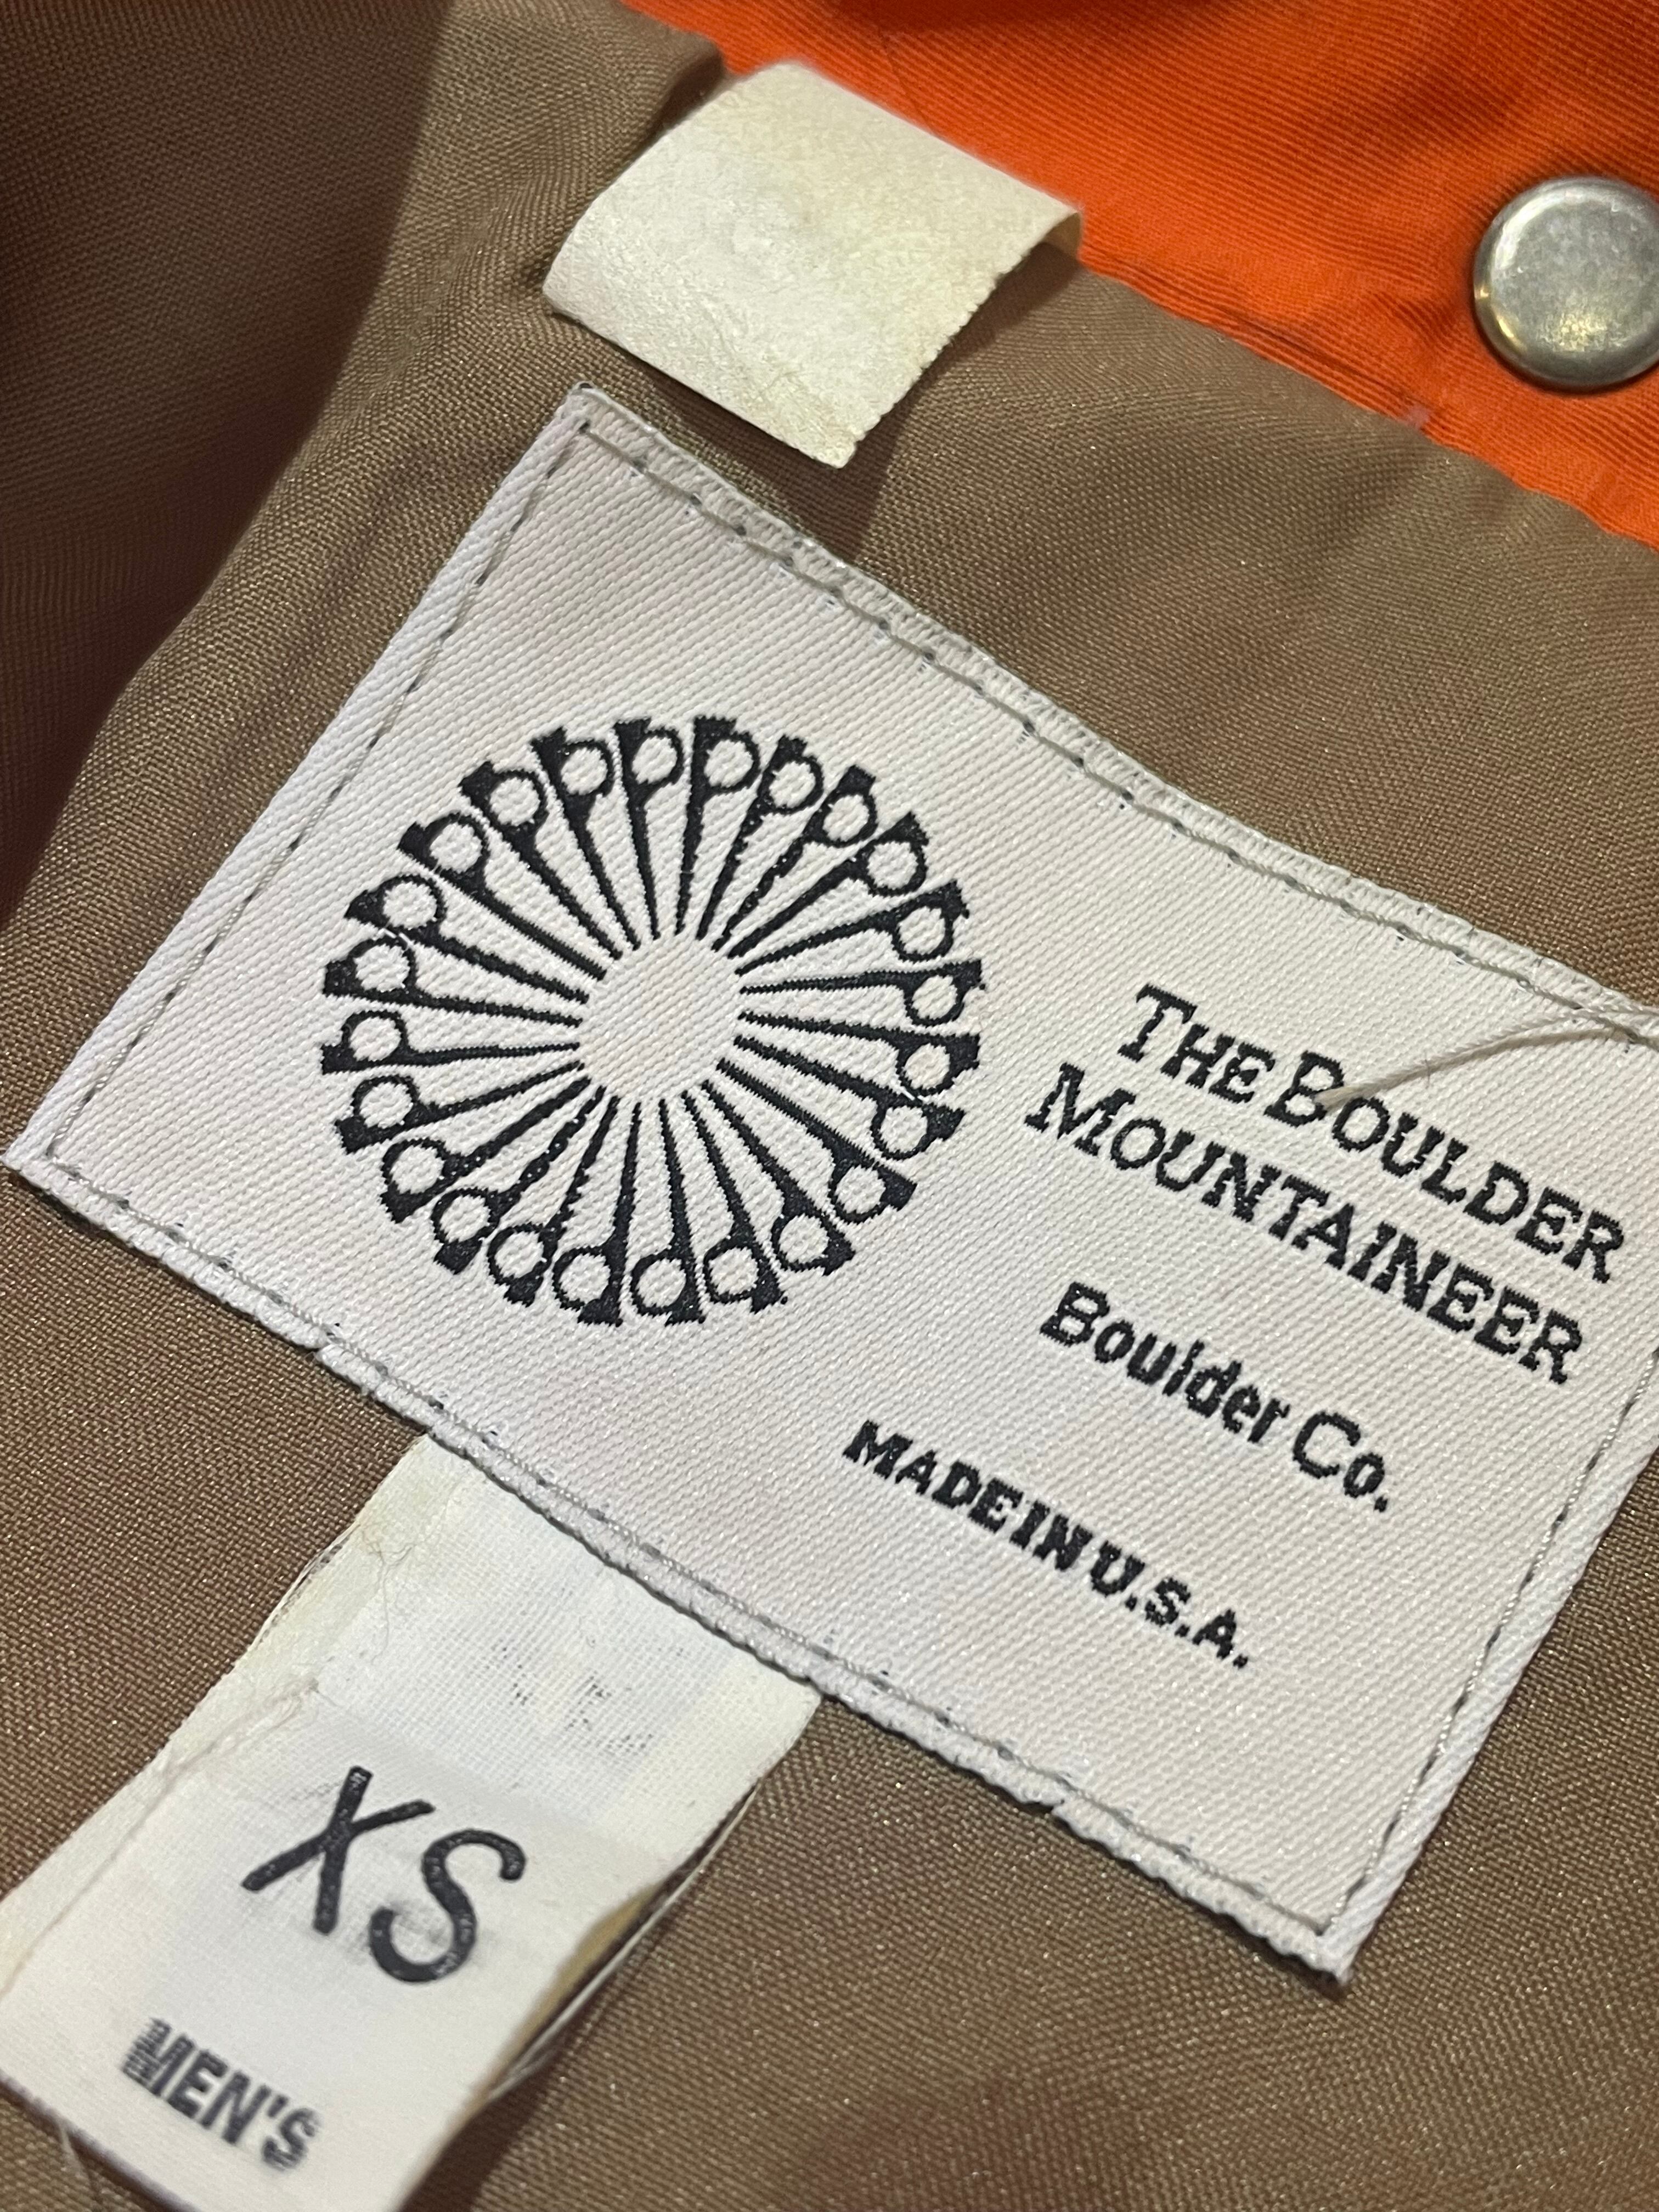 THE BOULDER
MOUNTAINEER
Boulder Co.
MADE IN U.S.A.
XS
MEN'S